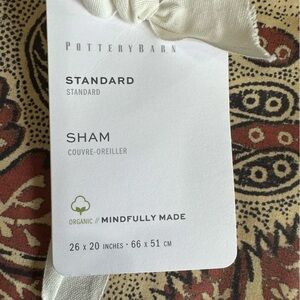 POTTERYBARN
STANDARD
STANDARD
SHAM
COUVRE-OREILLER
ORGANIC // MINDFULLY MADE
26 x 20 INCHES • 66 x 51 CM